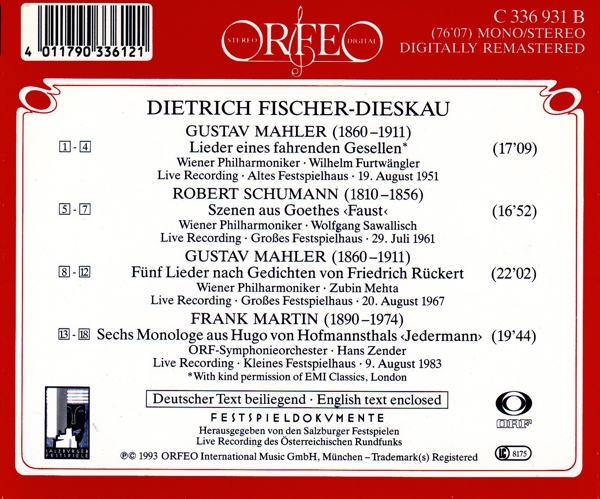 4 011790 336121
STEREO ORFEO DIGITAL
C 336 931 B
(76'07) MONO/STEREO
DIGITALLY REMASTERED
DIETRICH FISCHER-DIESKAU
GUSTAV MAHLER (1860–1911)
1 - 4 Lieder eines fahrenden Gesellen* (17'09)
Wiener Philharmoniker · Wilhelm Furtwängler
Live Recording · Altes Festspielhaus · 19. August 1951
ROBERT SCHUMANN (1810–1856)
5 - 7 Szenen aus Goethes ‹Faust‹ (16'52)
Wiener Philharmoniker · Wolfgang Sawallisch
Live Recording · Großes Festspielhaus · 29. Juli 1961
GUSTAV MAHLER (1860–1911)
8 - 12 Fünf Lieder nach Gedichten von Friedrich Rückert (22'02)
Wiener Philharmoniker · Zubin Mehta
Live Recording · Großes Festspielhaus · 20. August 1967
FRANK MARTIN (1890–1974)
13 - 18 Sechs Monologe aus Hugo von Hofmannsthals ‹Jedermann› (19'44)
ORF-Symphonieorchester · Hans Zender
Live Recording · Kleines Festspielhaus · 9. August 1983
*With kind permission of EMI Classics, London
Deutscher Text beiliegend · English text enclosed
FESTSPIELDOKVMENTE
Herausgegeben von den Salzburger Festspielen
Live Recording des Österreichischen Rundfunks
SALZBURGER
FESTSPIELE
ORF
LC 8175
Ⓟ© 1993 ORFEO International Music GmbH, München – Trademark(s) Registered